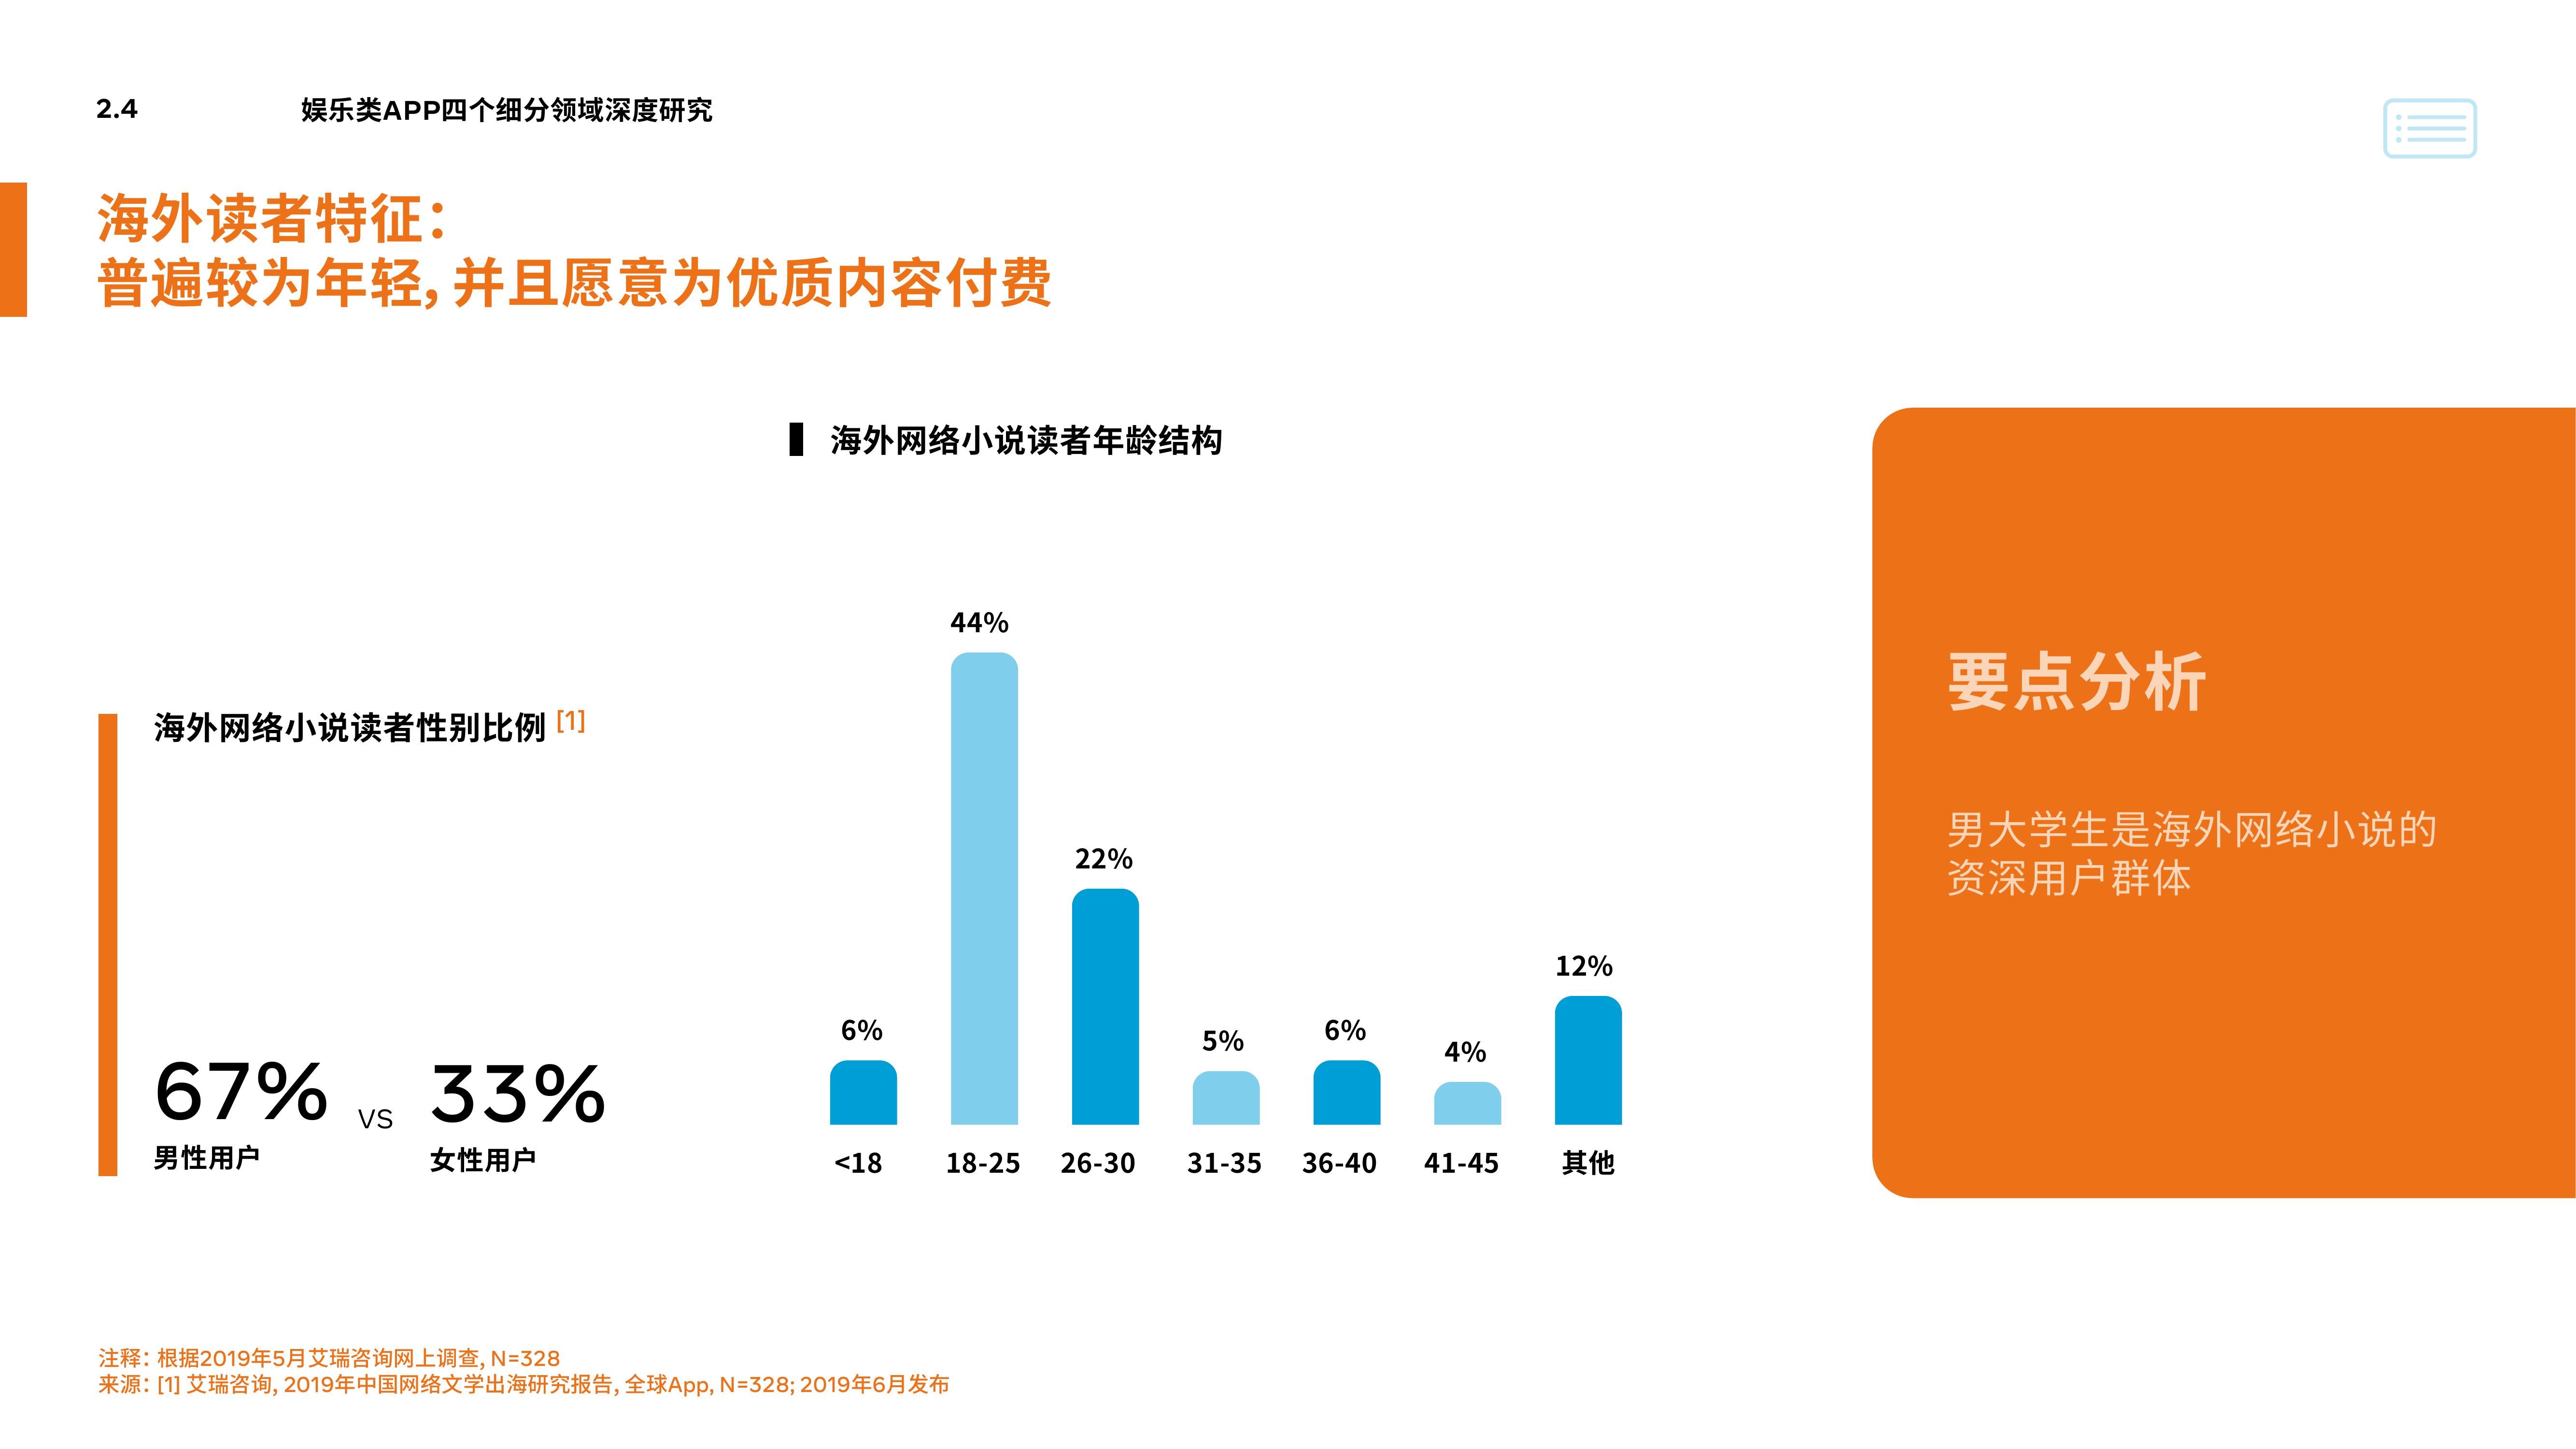 2.4 娱乐类APP四个细分领域深度研究
海外读者特征：
普遍较为年轻，并且愿意为优质内容付费
海外网络小说读者性别比例 [1]
67% VS 33%
男性用户 女性用户
海外网络小说读者年龄结构
6% 44% 22% 5% 6% 4% 12%
<18 18-25 26-30 31-35 36-40 41-45 其他
要点分析
男大学生是海外网络小说的
资深用户群体
注释：根据2019年5月艾瑞咨询网上调查, N=328
来源：[1] 艾瑞咨询, 2019年中国网络文学出海研究报告, 全球App, N=328; 2019年6月发布